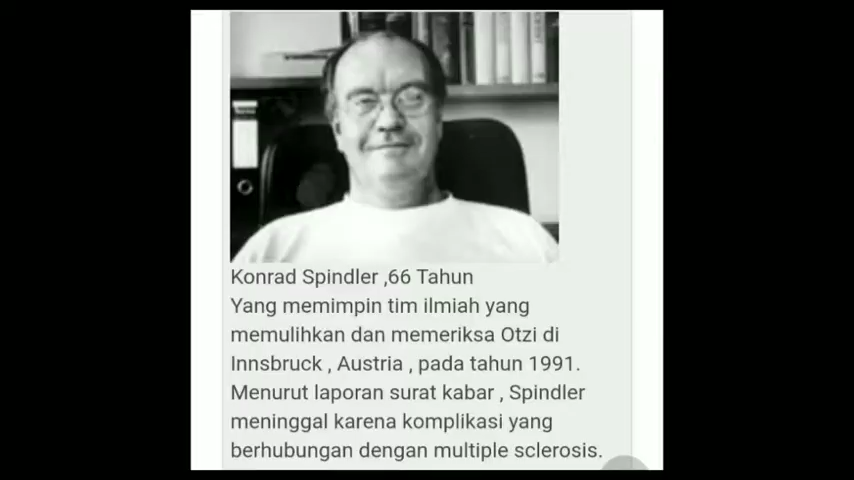 Konrad Spindler ,66 Tahun
Yang memimpin tim ilmiah yang
memulihkan dan memeriksa Otzi di
Innsbruck , Austria , pada tahun 1991.
Menurut laporan surat kabar , Spindler
meninggal karena komplikasi yang
berhubungan dengan multiple sclerosis.